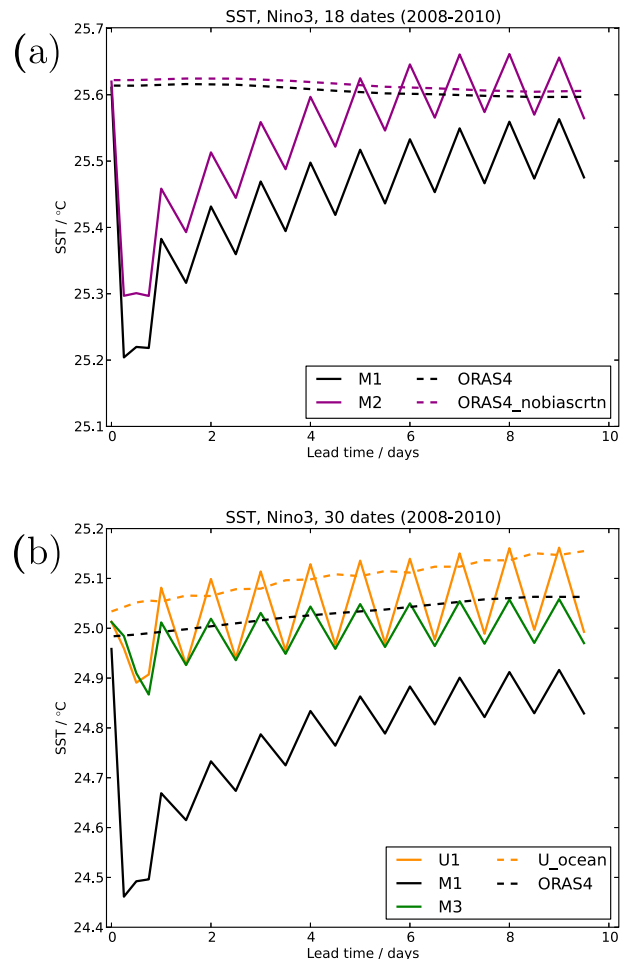 (a)
SST, Nino3, 18 dates (2008-2010)
25.7
25.6
25.5
25.4
25.3
25.2
25.1
SST / °C
0 2 4 6 8 10
Lead time / days
M1 ORAS4
M2 ORAS4_nobiascrtn
(b)
SST, Nino3, 30 dates (2008-2010)
25.2
25.1
25.0
24.9
24.8
24.7
24.6
24.5
24.4
SST / °C
0 2 4 6 8 10
Lead time / days
U1 U_ocean
M1 ORAS4
M3